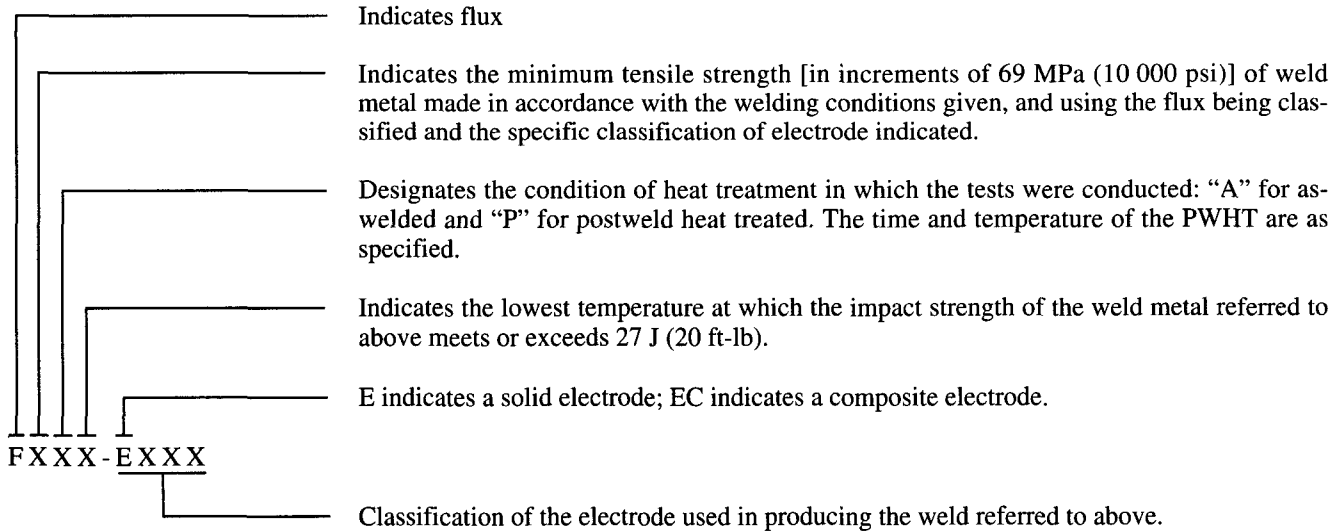 Indicates flux
Indicates the minimum tensile strength [in increments of 69 MPa (10 000 psi)] of weld
metal made in accordance with the welding conditions given, and using the flux being clas-
sified and the specific classification of electrode indicated.
Designates the condition of heat treatment in which the tests were conducted: “A” for as-
welded and “P” for postweld heat treated. The time and temperature of the PWHT are as
specified.
Indicates the lowest temperature at which the impact strength of the weld metal referred to
above meets or exceeds 27 J (20 ft-lb).
E indicates a solid electrode; EC indicates a composite electrode.
F X X X - E X X X
Classification of the electrode used in producing the weld referred to above.